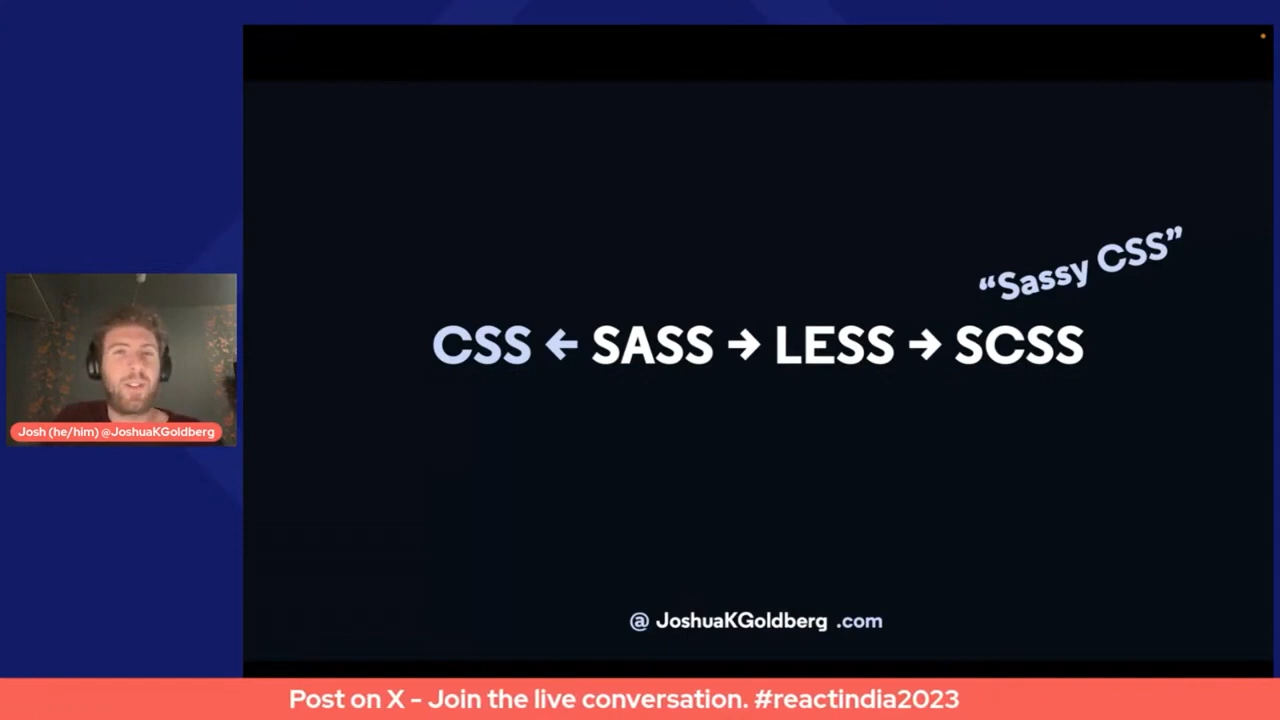 “Sassy CSS”
CSS ← SASS → LESS → SCSS
Josh (he/him) @JoshuaKGoldberg
@ JoshuaKGoldberg .com
Post on X - Join the live conversation. #reactindia2023